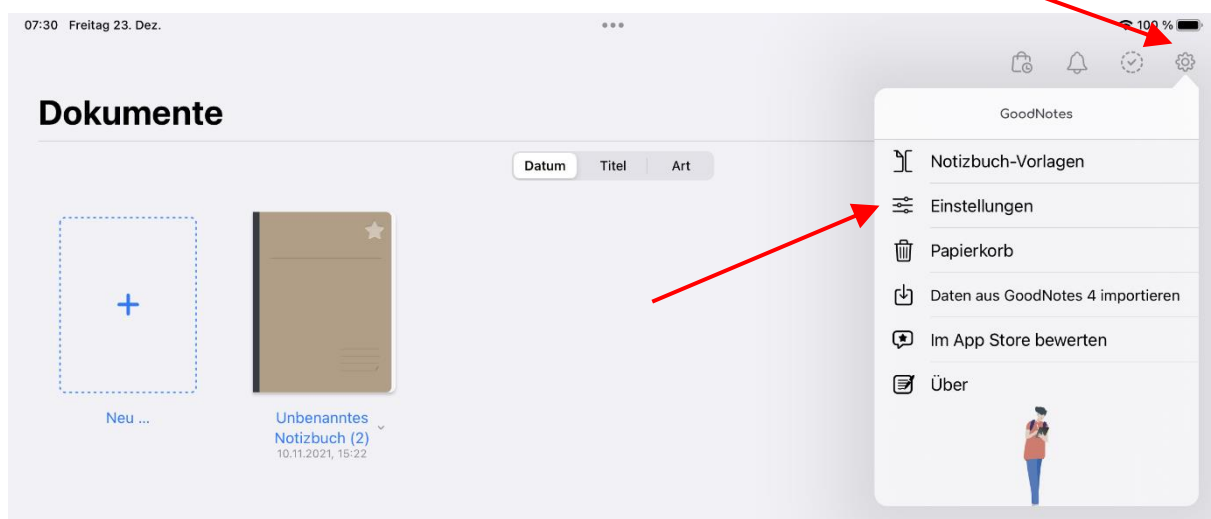 07:30 Freitag 23. Dez.
100 %
Dokumente
Datum Titel Art
Neu ...
Unbenanntes
Notizbuch (2)
10.11.2021, 15:22
GoodNotes
Notizbuch-Vorlagen
Einstellungen
Papierkorb
Daten aus GoodNotes 4 importieren
Im App Store bewerten
Über